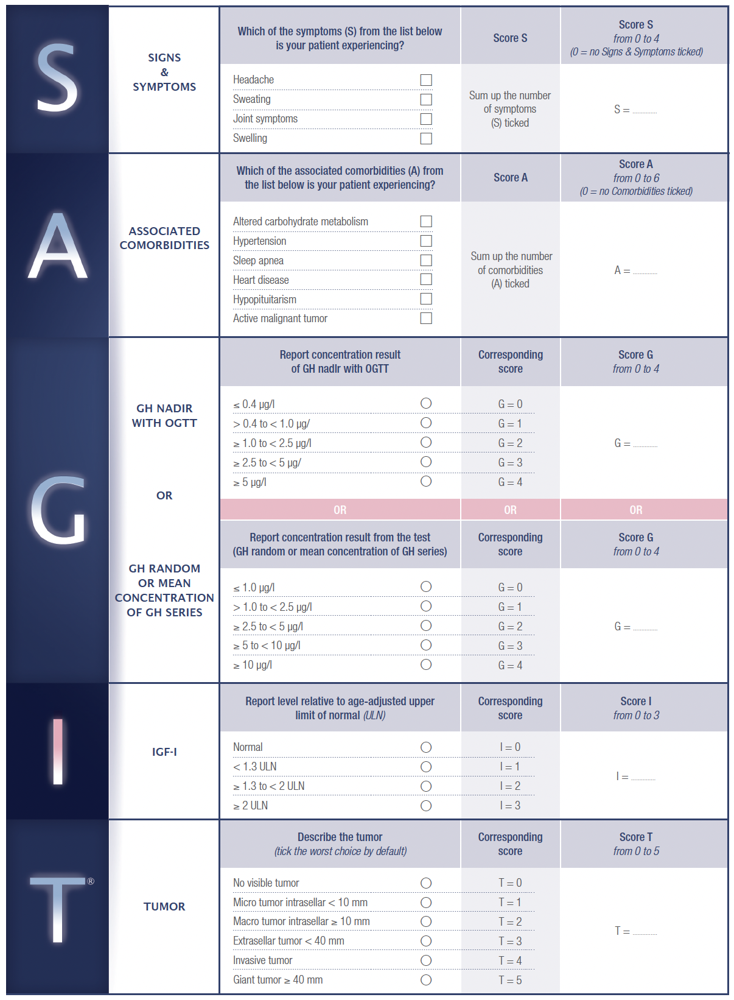 S
SIGNS
&
SYMPTOMS
Which of the symptoms (S) from the list below
is your patient experiencing?
Score S
Score S
from 0 to 4
(0 = no Signs & Symptoms ticked)
Headache
Sweating
Joint symptoms
Swelling
Sum up the number
of symptoms
(S) ticked
S = ...............
A
ASSOCIATED
COMORBIDITIES
Which of the associated comorbidities (A) from
the list below is your patient experiencing?
Score A
Score A
from 0 to 6
(0 = no Comorbidities ticked)
Altered carbohydrate metabolism
Hypertension
Sleep apnea
Heart disease
Hypopituitarism
Active malignant tumor
Sum up the number
of comorbidities
(A) ticked
A = ...............
G
GH NADIR
WITH OGTT
OR
GH RANDOM
OR MEAN
CONCENTRATION
OF GH SERIES
Report concentration result
of GH nadIr with OGTT
Corresponding
score
Score G
from 0 to 4
≤ 0.4 µg/l G = 0
> 0.4 to < 1.0 µg/ G = 1
≥ 1.0 to < 2.5 µg/l G = 2
≥ 2.5 to < 5 µg/ G = 3
≥ 5 µg/l G = 4
G = ...............
OR OR OR
Report concentration result from the test
(GH random or mean concentration of GH series)
Corresponding
score
Score G
from 0 to 4
≤ 1.0 µg/l G = 0
> 1.0 to < 2.5 µg/l G = 1
≥ 2.5 to < 5 µg/l G = 2
≥ 5 to < 10 µg/l G = 3
≥ 10 µg/l G = 4
G = ...............
I
IGF-I
Report level relative to age-adjusted upper
limit of normal (ULN)
Corresponding
score
Score I
from 0 to 3
Normal I = 0
< 1.3 ULN I = 1
≥ 1.3 to < 2 ULN I = 2
≥ 2 ULN I = 3
I = ...............
T®
TUMOR
Describe the tumor
(tick the worst choice by default)
Corresponding
score
Score T
from 0 to 5
No visible tumor T = 0
Micro tumor intrasellar < 10 mm T = 1
Macro tumor intrasellar ≥ 10 mm T = 2
Extrasellar tumor < 40 mm T = 3
Invasive tumor T = 4
Giant tumor ≥ 40 mm T = 5
T = ...............